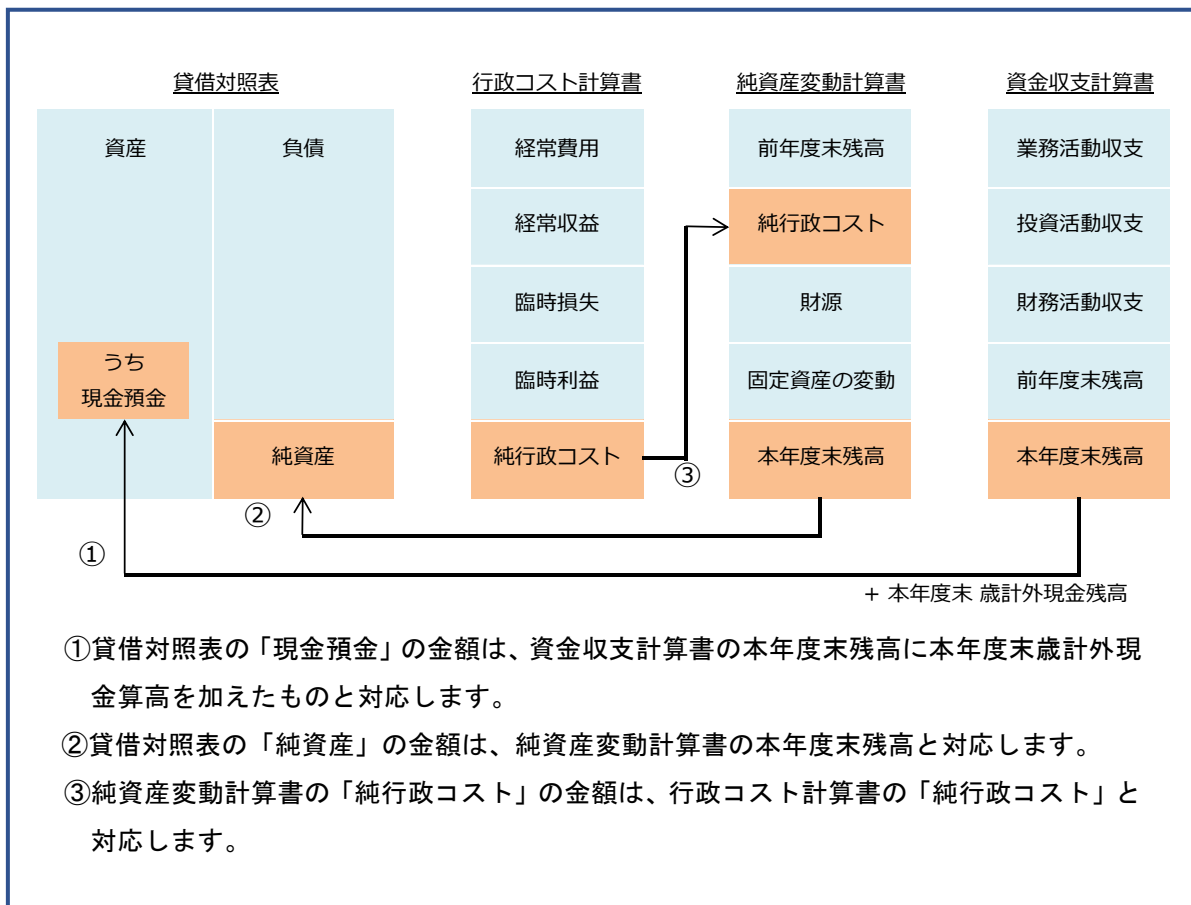 貸借対照表
資産
負債
うち
現金預金
純資産
行政コスト計算書
経常費用
経常収益
臨時損失
臨時利益
純行政コスト
純資産変動計算書
前年度末残高
純行政コスト
財源
固定資産の変動
本年度末残高
資金収支計算書
業務活動収支
投資活動収支
財務活動収支
前年度末残高
本年度末残高
③
②
①
+ 本年度末 歳計外現金残高
①貸借対照表の「現金預金」の金額は、資金収支計算書の本年度末残高に本年度末歳計外現
金算高を加えたものと対応します。
②貸借対照表の「純資産」の金額は、純資産変動計算書の本年度末残高と対応します。
③純資産変動計算書の「純行政コスト」の金額は、行政コスト計算書の「純行政コスト」と
対応します。